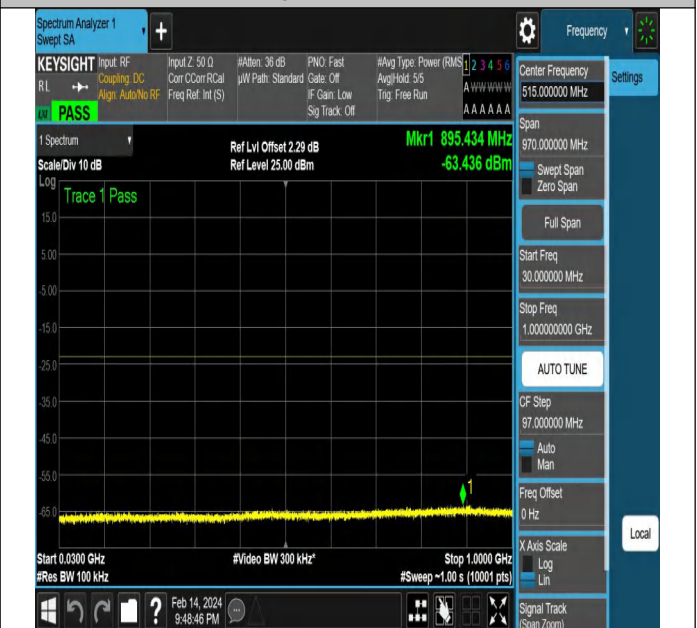 Spectrum Analyzer 1
Swept SA
+
Frequency
KEYSIGHT
RL
PASS
Input: RF
Coupling: DC
Align: Auto/No RF
Input Z: 50 Ω
Corr CCorr RCal
Freq Ref: Int (S)
#Atten: 36 dB
µW Path: Standard
PNO: Fast
Gate: Off
IF Gain: Low
Sig Track: Off
#Avg Type: Power (RMS
Avg|Hold: 5/5
Trig: Free Run
1 2 3 4 5 6
A W W W W W
A A A A A A
1 Spectrum
Scale/Div 10 dB
Ref Lvl Offset 2.29 dB
Ref Level 25.00 dBm
Mkr1 895.434 MHz
-63.436 dBm
Log
Trace 1 Pass
15.0
5.00
-5.00
-15.0
-25.0
-35.0
-45.0
-55.0
-65.0
1
Start 0.0300 GHz
#Video BW 300 kHz*
Stop 1.0000 GHz
#Res BW 100 kHz
#Sweep ~1.00 s (10001 pts)
?
Feb 14, 2024
9:48:46 PM
Center Frequency
515.000000 MHz
Settings
Span
970.000000 MHz
Swept Span
Zero Span
Full Span
Start Freq
30.000000 MHz
Stop Freq
1.000000000 GHz
AUTO TUNE
CF Step
97.000000 MHz
Auto
Man
Freq Offset
0 Hz
Local
X Axis Scale
Log
Lin
Signal Track
(Span Zoom)